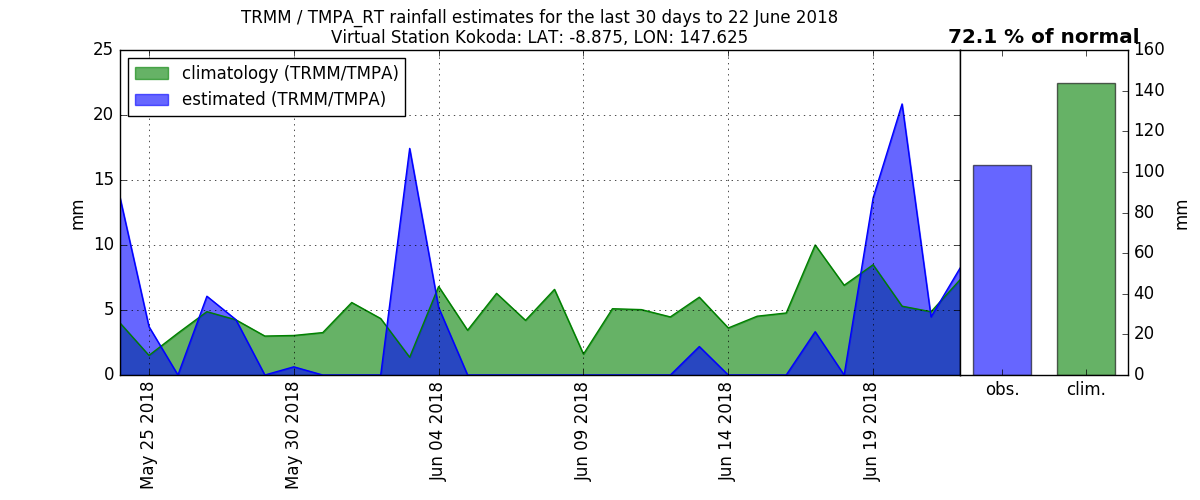 TRMM / TMPA_RT rainfall estimates for the last 30 days to 22 June 2018
Virtual Station Kokoda: LAT: -8.875, LON: 147.625
72.1 % of normal
climatology (TRMM/TMPA)
estimated (TRMM/TMPA)
mm
25
20
15
10
5
0
May 25 2018
May 30 2018
Jun 04 2018
Jun 09 2018
Jun 14 2018
Jun 19 2018
obs.
clim.
160
140
120
100
80
60
40
20
0
mm